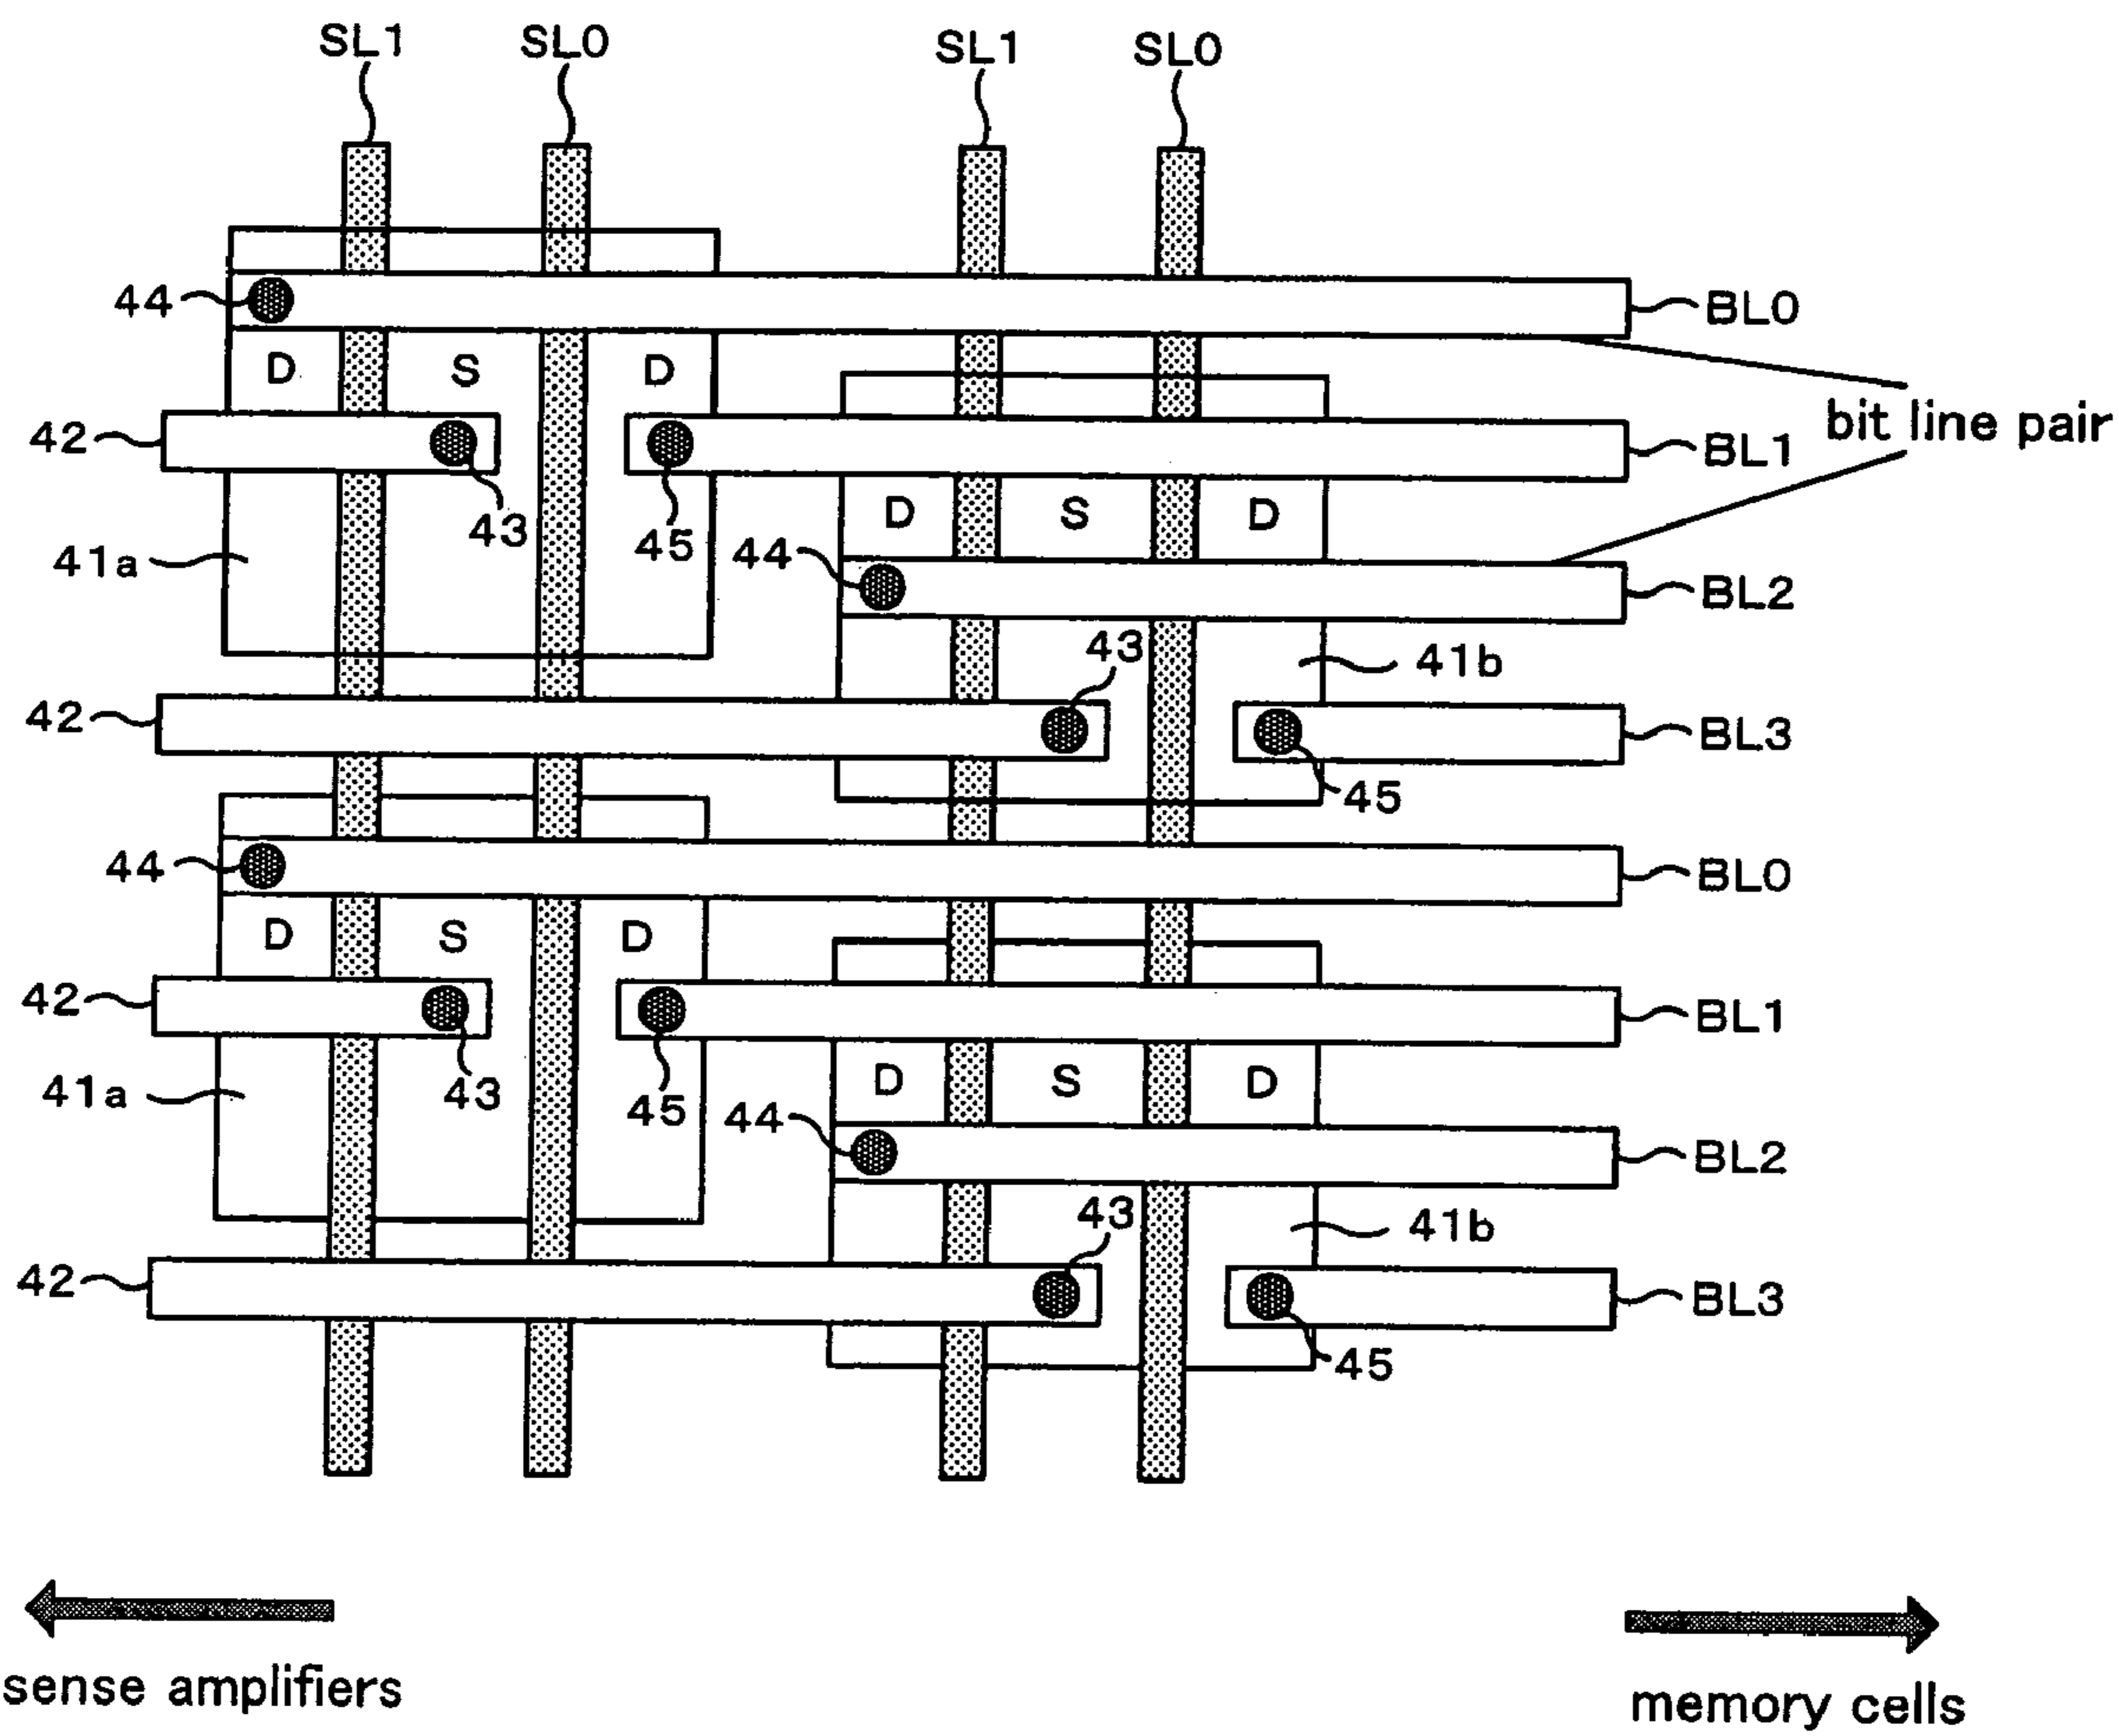 SL1 SL0 SL1 SL0
44 BL0
D S D
bit line pair
42 BL1
D S D
43 45
41a 44 BL2
43 41b
42 BL3
45
44 BL0
D S D
42 BL1
D S D
41a 43 45 44
BL2
43 41b
42 BL3
45
sense amplifiers memory cells